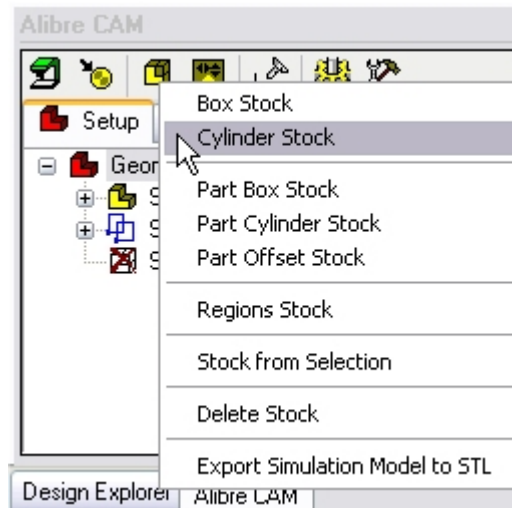 Alibre CAM
Setup
Box Stock
Cylinder Stock
Geor
S
Part Box Stock
S
Part Cylinder Stock
S
Part Offset Stock
Regions Stock
Stock from Selection
Delete Stock
Export Simulation Model to STL
Design Explorer
Alibre CAM